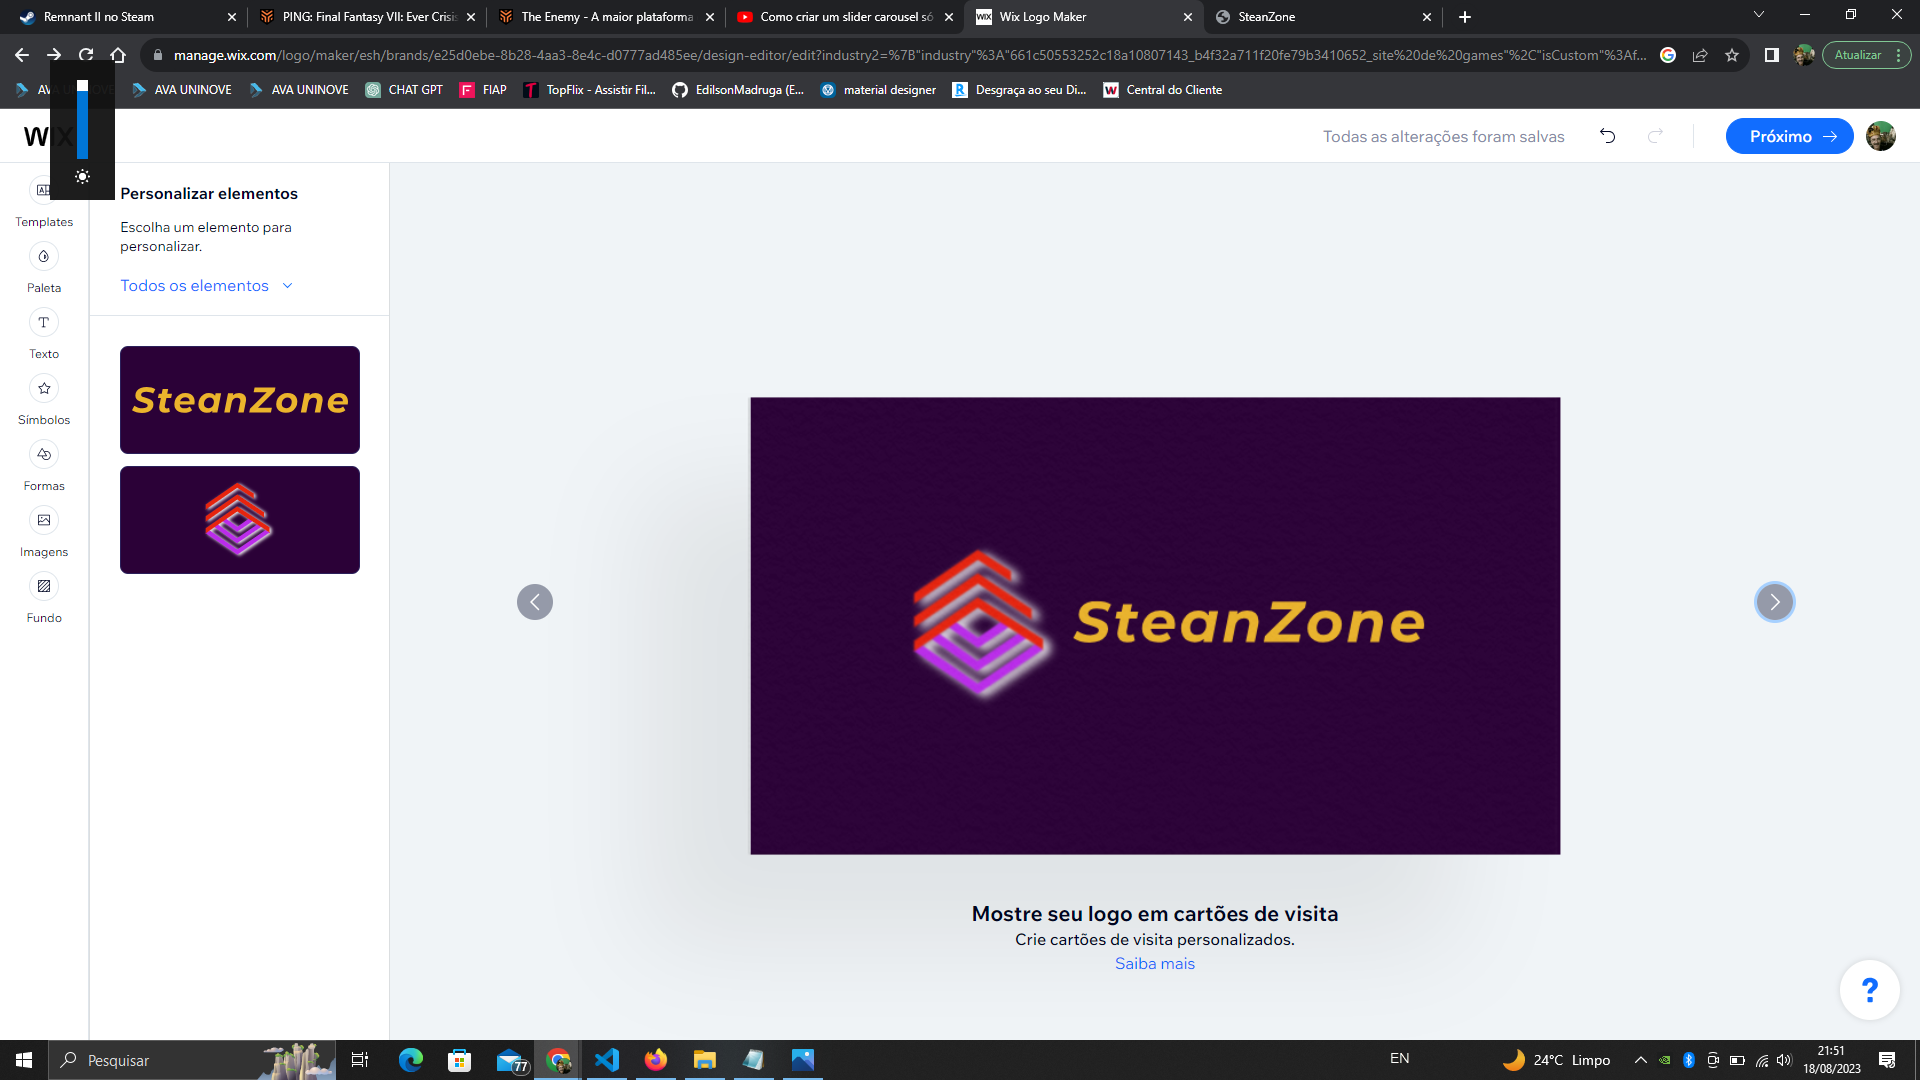 Remnant II no Steam
PING: Final Fantasy VII: Ever Crisis
The Enemy - A maior plataforma
Como criar um slider carousel só
WIX Wix Logo Maker
SteanZone
manage.wix.com/logo/maker/esh/brands/e25d0ebe-8b28-4aa3-8e4c-d0777ad485ee/design-editor/edit?industry2=%7B"industry"%3A"661c50553252c18a10807143_b4f32a711f20fe79b3410652_site%20de%20games"%2C"isCustom"%3Af...
Atualizar
AVA UNINOVE
AVA UNINOVE
AVA UNINOVE
CHAT GPT
FIAP
TopFlix - Assistir Fil...
EdilsonMadruga (E...
material designer
Desgraça ao seu Di...
Central do Cliente
WIX
Todas as alterações foram salvas
Próximo
Templates
Paleta
Texto
Símbolos
Formas
Imagens
Fundo
Personalizar elementos
Escolha um elemento para
personalizar.
Todos os elementos
SteanZone
SteanZone
Mostre seu logo em cartões de visita
Crie cartões de visita personalizados.
Saiba mais
?
Pesquisar
77
EN
24°C Limpo
21:51
18/08/2023